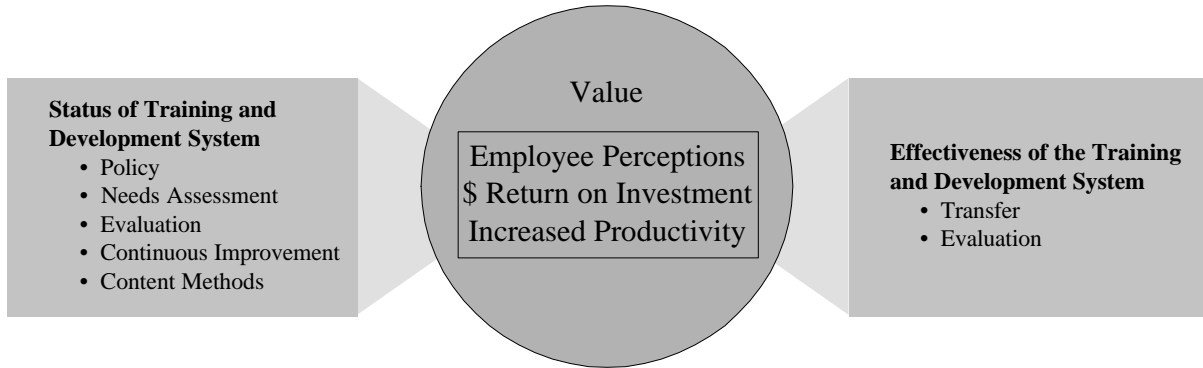 Status of Training and
Development System
• Policy
• Needs Assessment
• Evaluation
• Continuous Improvement
• Content Methods
Value
Employee Perceptions
$ Return on Investment
Increased Productivity
Effectiveness of the Training
and Development System
• Transfer
• Evaluation